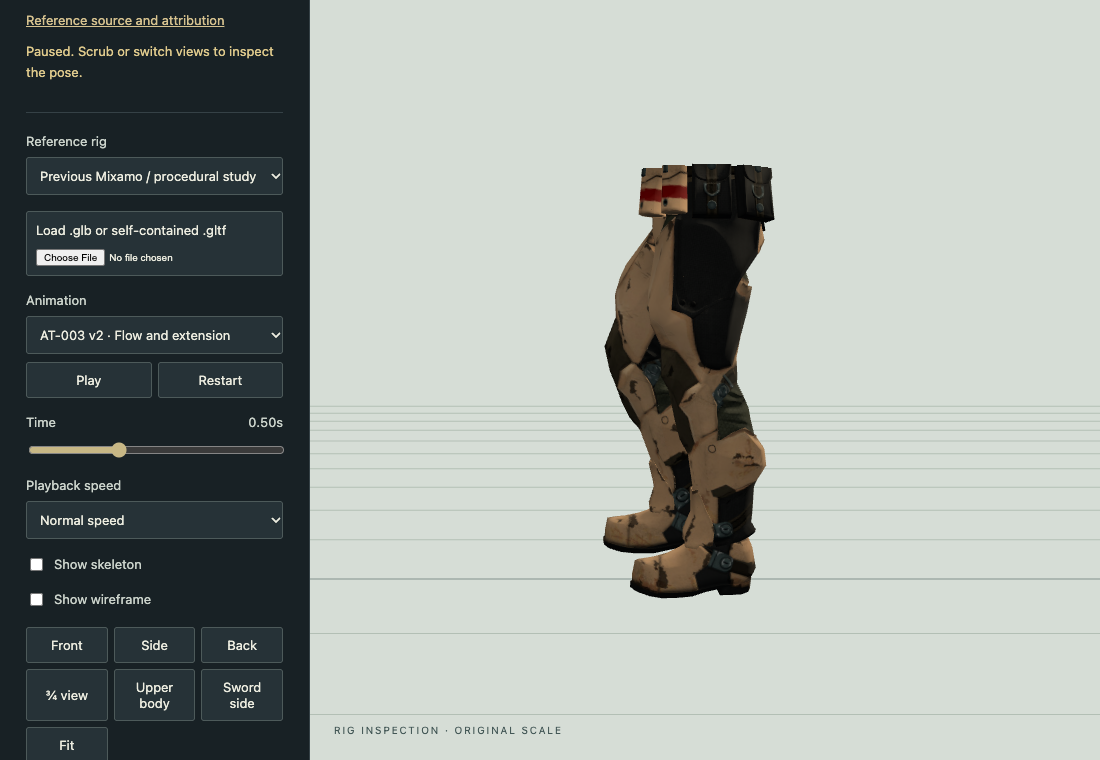 Reference source and attribution
Paused. Scrub or switch views to inspect
the pose.
Reference rig
Previous Mixamo / procedural study
Load .glb or self-contained .gltf
Choose File No file chosen
Animation
AT-003 v2 · Flow and extension
Play Restart
Time 0.50s
Playback speed
Normal speed
Show skeleton
Show wireframe
Front Side Back
¾ view Upper body Sword side
Fit
RIG INSPECTION · ORIGINAL SCALE